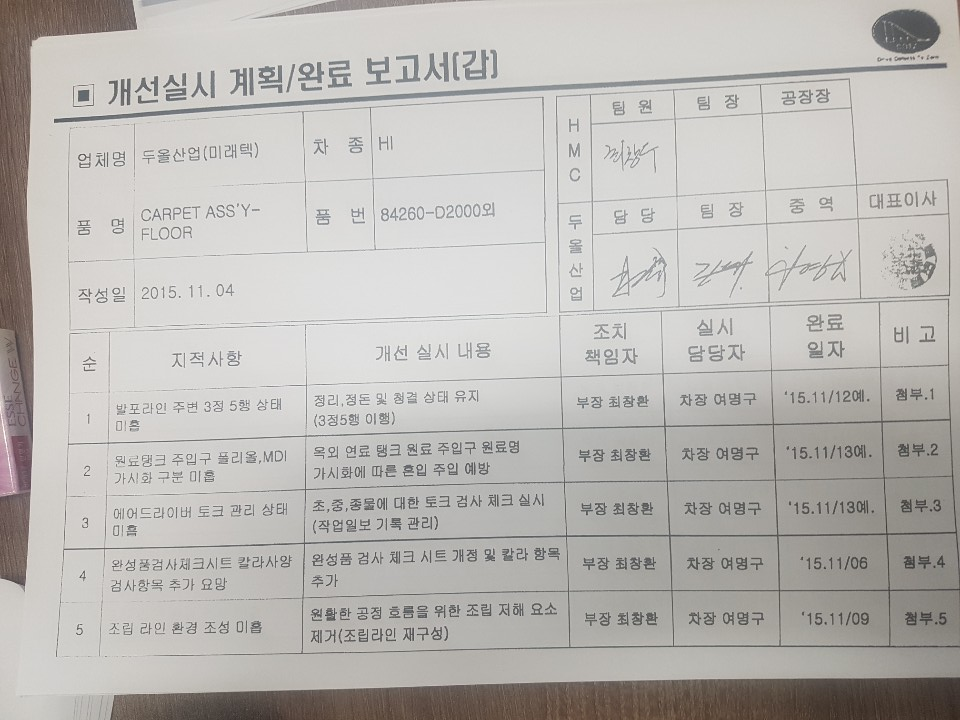 ▣ 개선실시 계획/완료 보고서(갑)
업체명 두올산업(미래텍) 차 종 HI
품 명 CARPET ASS'Y-
FLOOR
품 번 84260-D2000외
작성일 2015. 11. 04
HMC 팀 원 팀 장 공장장
두올산업 담 당 팀 장 중 역 대표이사
순 지적사항 개선 실시 내용 조치
책임자 실시
담당자 완료
일자 비 고
1 발포라인 주변 3정 5행 상태
미흡
정리,정돈 및 청결 상태 유지
(3정5행 이행)
부장 최창환 차장 여명구 '15.11/12예. 첨부.1
2 원료탱크 주입구 폴리올,MDI
가시화 구분 미흡
옥외 연료 탱크 원료 주입구 원료명
가시화에 따른 혼입 주입 예방
부장 최창환 차장 여명구 '15.11/13예. 첨부.2
3 에어드라이버 토크 관리 상태
미흡
초,중,종물에 대한 토크 검사 체크 실시
(작업일보 기록 관리)
부장 최창환 차장 여명구 '15.11/13예. 첨부.3
4 완성품검사체크시트 칼라사양
검사항목 추가 요망
완성품 검사 체크 시트 개정 및 칼라 항목
추가
부장 최창환 차장 여명구 '15.11/06 첨부.4
5 조립 라인 환경 조성 미흡
원활한 공정 흐름을 위한 조립 저해 요소
제거(조립라인 재구성)
부장 최창환 차장 여명구 '15.11/09 첨부.5